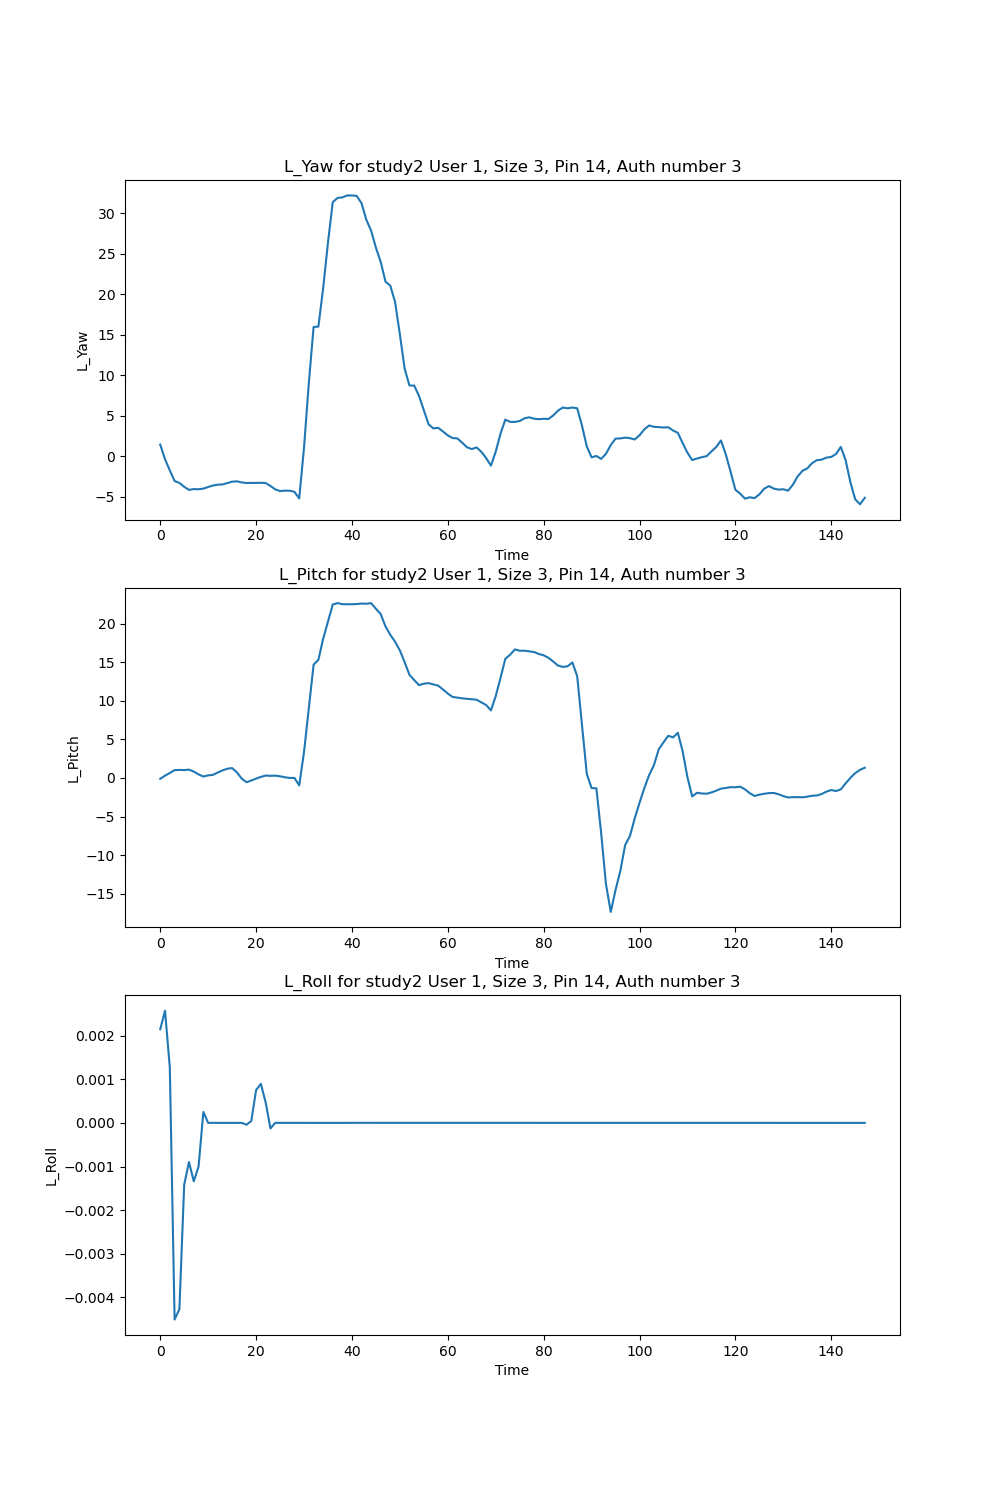 L_Yaw for study2 User 1, Size 3, Pin 14, Auth number 3
30
25
20
15
10
5
0
−5
L_Yaw
0 20 40 60 80 100 120 140
Time
L_Pitch for study2 User 1, Size 3, Pin 14, Auth number 3
20
15
10
5
0
−5
−10
−15
L_Pitch
0 20 40 60 80 100 120 140
Time
L_Roll for study2 User 1, Size 3, Pin 14, Auth number 3
0.002
0.001
0.000
−0.001
−0.002
−0.003
−0.004
L_Roll
0 20 40 60 80 100 120 140
Time